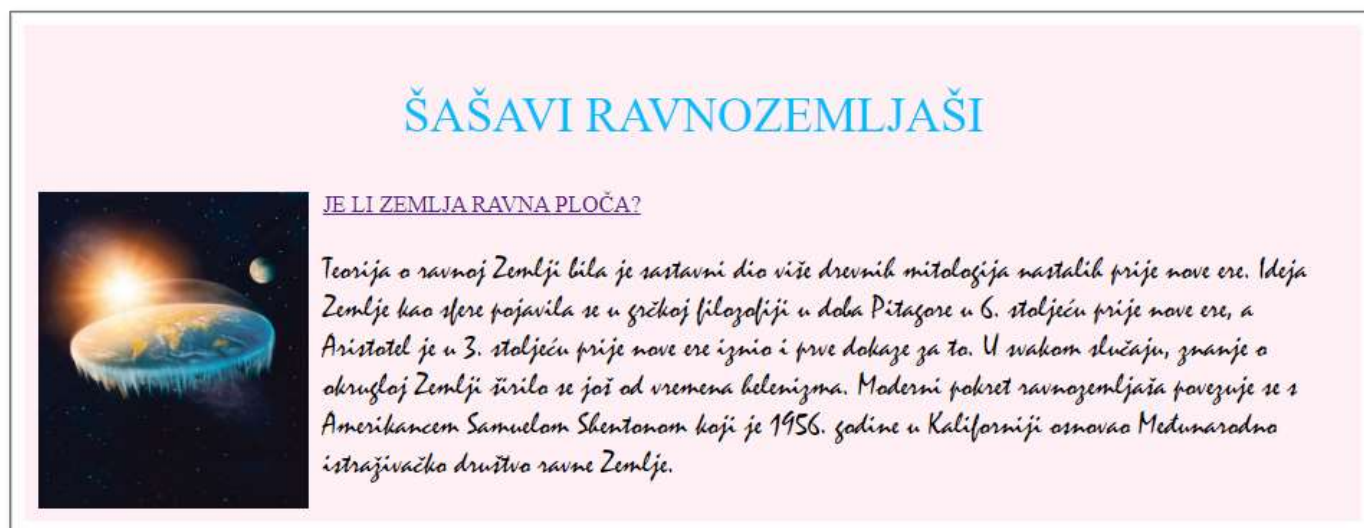 ŠAŠAVI RAVNOZEMLJAŠI
JE LI ZEMLJA RAVNA PLOČA?
Teorija o ravnoj Zemlji bila je sastavni dio više drevnih mitologija nastalih prije nove ere. Ideja
Zemlje kao sfere pojavila se u grčkoj filozofiji u doba Pitagore u 6. stoljeću prije nove ere, a
Aristotel je u 3. stoljeću prije nove ere iznio i prve dokaze za to. U svakom slučaju, znanje o
okrugloj Zemlji širilo se još od vremena helenizma. Moderni pokret ravnozemljaša povezuje se s
Amerikancem Samuelom Shentonom koji je 1956. godine u Kaliforniji osnovao Međunarodno
istraživačko društvo ravne Zemlje.